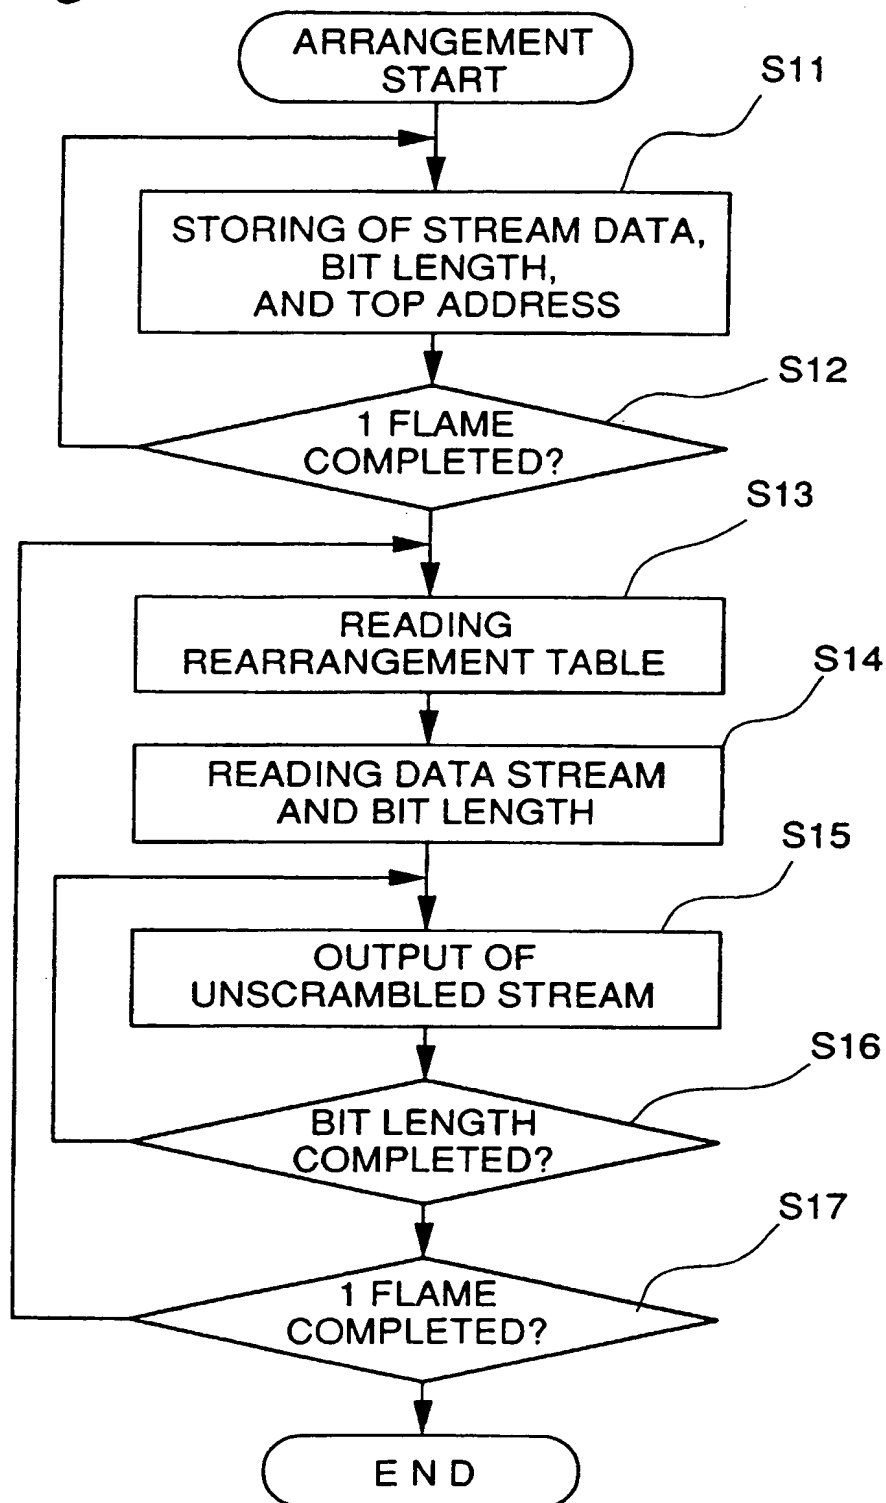 ARRANGEMENT
START
S11
STORING OF STREAM DATA,
BIT LENGTH,
AND TOP ADDRESS
S12
1 FLAME
COMPLETED?
S13
READING
REARRANGEMENT TABLE
S14
READING DATA STREAM
AND BIT LENGTH
S15
OUTPUT OF
UNSCRAMBLED STREAM
S16
BIT LENGTH
COMPLETED?
S17
1 FLAME
COMPLETED?
E N D